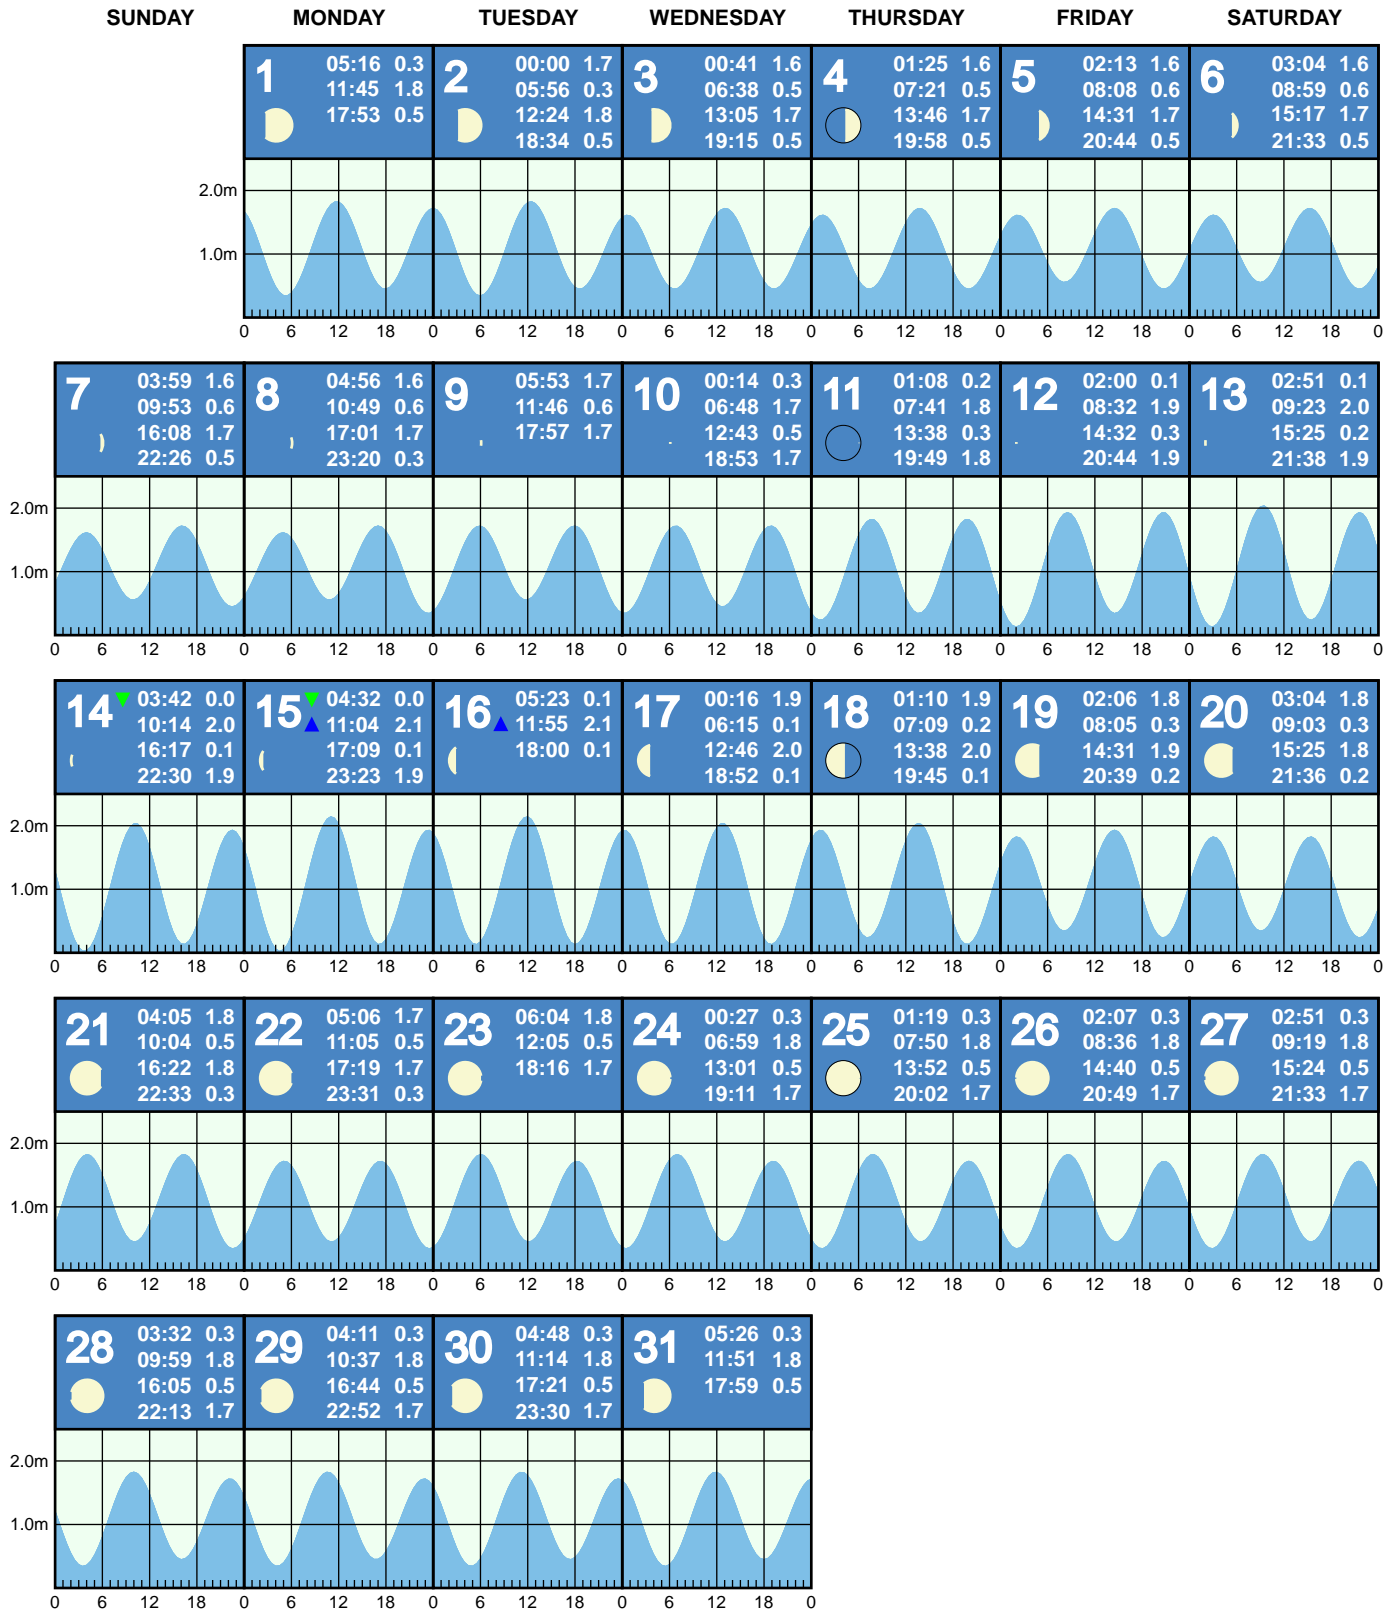 SUNDAY MONDAY TUESDAY WEDNESDAY THURSDAY FRIDAY SATURDAY
1 05:16 0.3
11:45 1.8
17:53 0.5
2 00:00 1.7
05:56 0.3
12:24 1.8
18:34 0.5
3 00:41 1.6
06:38 0.5
13:05 1.7
19:15 0.5
4 01:25 1.6
07:21 0.5
13:46 1.7
19:58 0.5
5 02:13 1.6
08:08 0.6
14:31 1.7
20:44 0.5
6 03:04 1.6
08:59 0.6
15:17 1.7
21:33 0.5
2.0m
1.0m
0 6 12 18 0 6 12 18 0 6 12 18 0 6 12 18 0 6 12 18 0 6 12 18 0
7 03:59 1.6
09:53 0.6
16:08 1.7
22:26 0.5
8 04:56 1.6
10:49 0.6
17:01 1.7
23:20 0.3
9 05:53 1.7
11:46 0.6
17:57 1.7
10 00:14 0.3
06:48 1.7
12:43 0.5
18:53 1.7
11 01:08 0.2
07:41 1.8
13:38 0.3
19:49 1.8
12 02:00 0.1
08:32 1.9
14:32 0.3
20:44 1.9
13 02:51 0.1
09:23 2.0
15:25 0.2
21:38 1.9
2.0m
1.0m
0 6 12 18 0 6 12 18 0 6 12 18 0 6 12 18 0 6 12 18 0 6 12 18 0 6 12 18 0
14 03:42 0.0
10:14 2.0
16:17 0.1
22:30 1.9
15 04:32 0.0
11:04 2.1
17:09 0.1
23:23 1.9
16 05:23 0.1
11:55 2.1
18:00 0.1
17 00:16 1.9
06:15 0.1
12:46 2.0
18:52 0.1
18 01:10 1.9
07:09 0.2
13:38 2.0
19:45 0.1
19 02:06 1.8
08:05 0.3
14:31 1.9
20:39 0.2
20 03:04 1.8
09:03 0.3
15:25 1.8
21:36 0.2
2.0m
1.0m
0 6 12 18 0 6 12 18 0 6 12 18 0 6 12 18 0 6 12 18 0 6 12 18 0 6 12 18 0
21 04:05 1.8
10:04 0.5
16:22 1.8
22:33 0.3
22 05:06 1.7
11:05 0.5
17:19 1.7
23:31 0.3
23 06:04 1.8
12:05 0.5
18:16 1.7
24 00:27 0.3
06:59 1.8
13:01 0.5
19:11 1.7
25 01:19 0.3
07:50 1.8
13:52 0.5
20:02 1.7
26 02:07 0.3
08:36 1.8
14:40 0.5
20:49 1.7
27 02:51 0.3
09:19 1.8
15:24 0.5
21:33 1.7
2.0m
1.0m
0 6 12 18 0 6 12 18 0 6 12 18 0 6 12 18 0 6 12 18 0 6 12 18 0 6 12 18 0
28 03:32 0.3
09:59 1.8
16:05 0.5
22:13 1.7
29 04:11 0.3
10:37 1.8
16:44 0.5
22:52 1.7
30 04:48 0.3
11:14 1.8
17:21 0.5
23:30 1.7
31 05:26 0.3
11:51 1.8
17:59 0.5
2.0m
1.0m
0 6 12 18 0 6 12 18 0 6 12 18 0 6 12 18 0